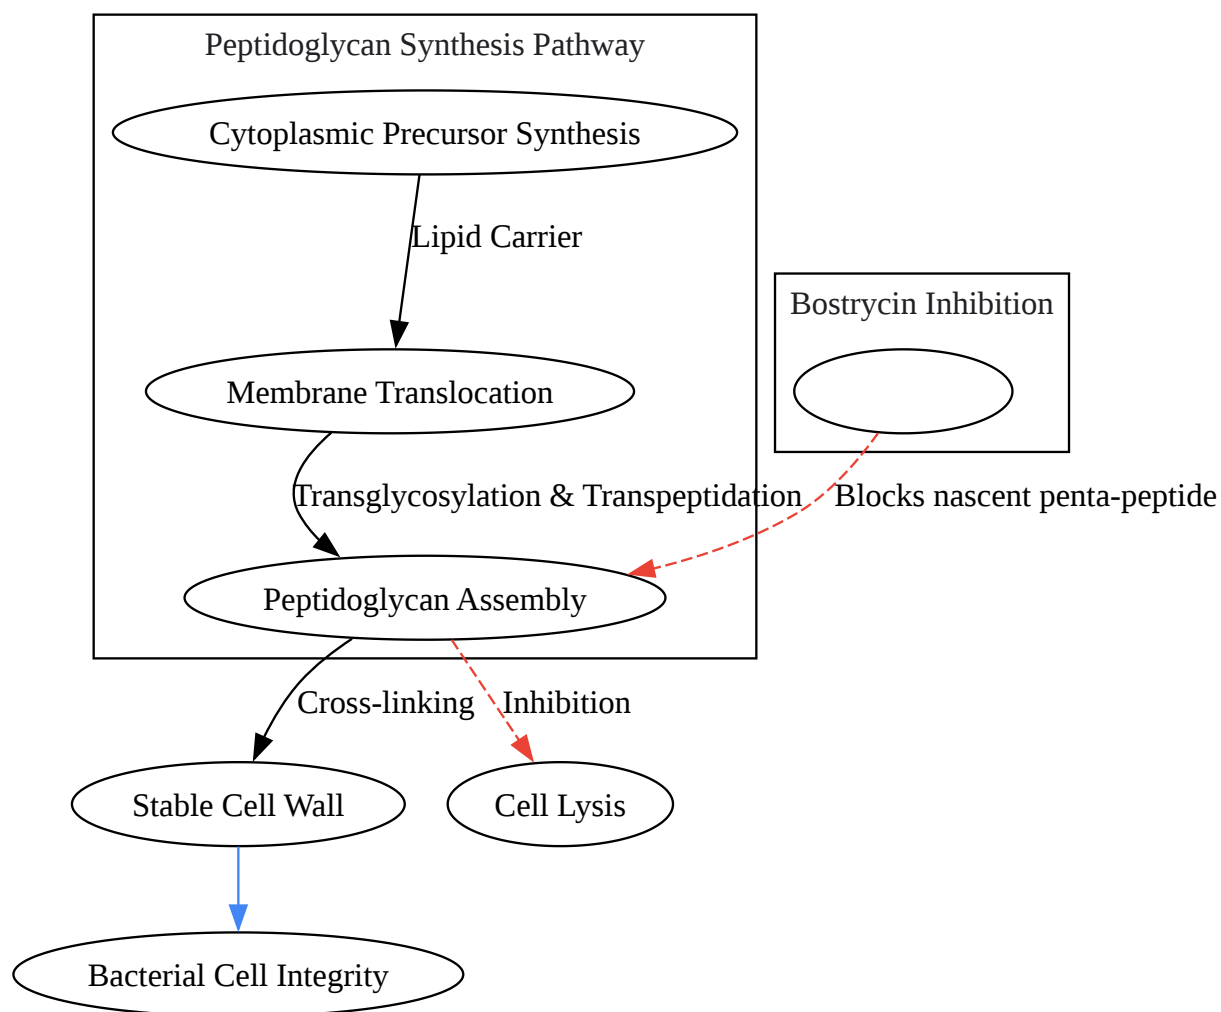 Peptidoglycan Synthesis Pathway
Cytoplasmic Precursor Synthesis
Lipid Carrier
Bostrycin Inhibition
Membrane Translocation
Transglycosylation & Transpeptidation
Blocks nascent penta-peptide
Peptidoglycan Assembly
Cross-linking
Inhibition
Stable Cell Wall
Cell Lysis
Bacterial Cell Integrity